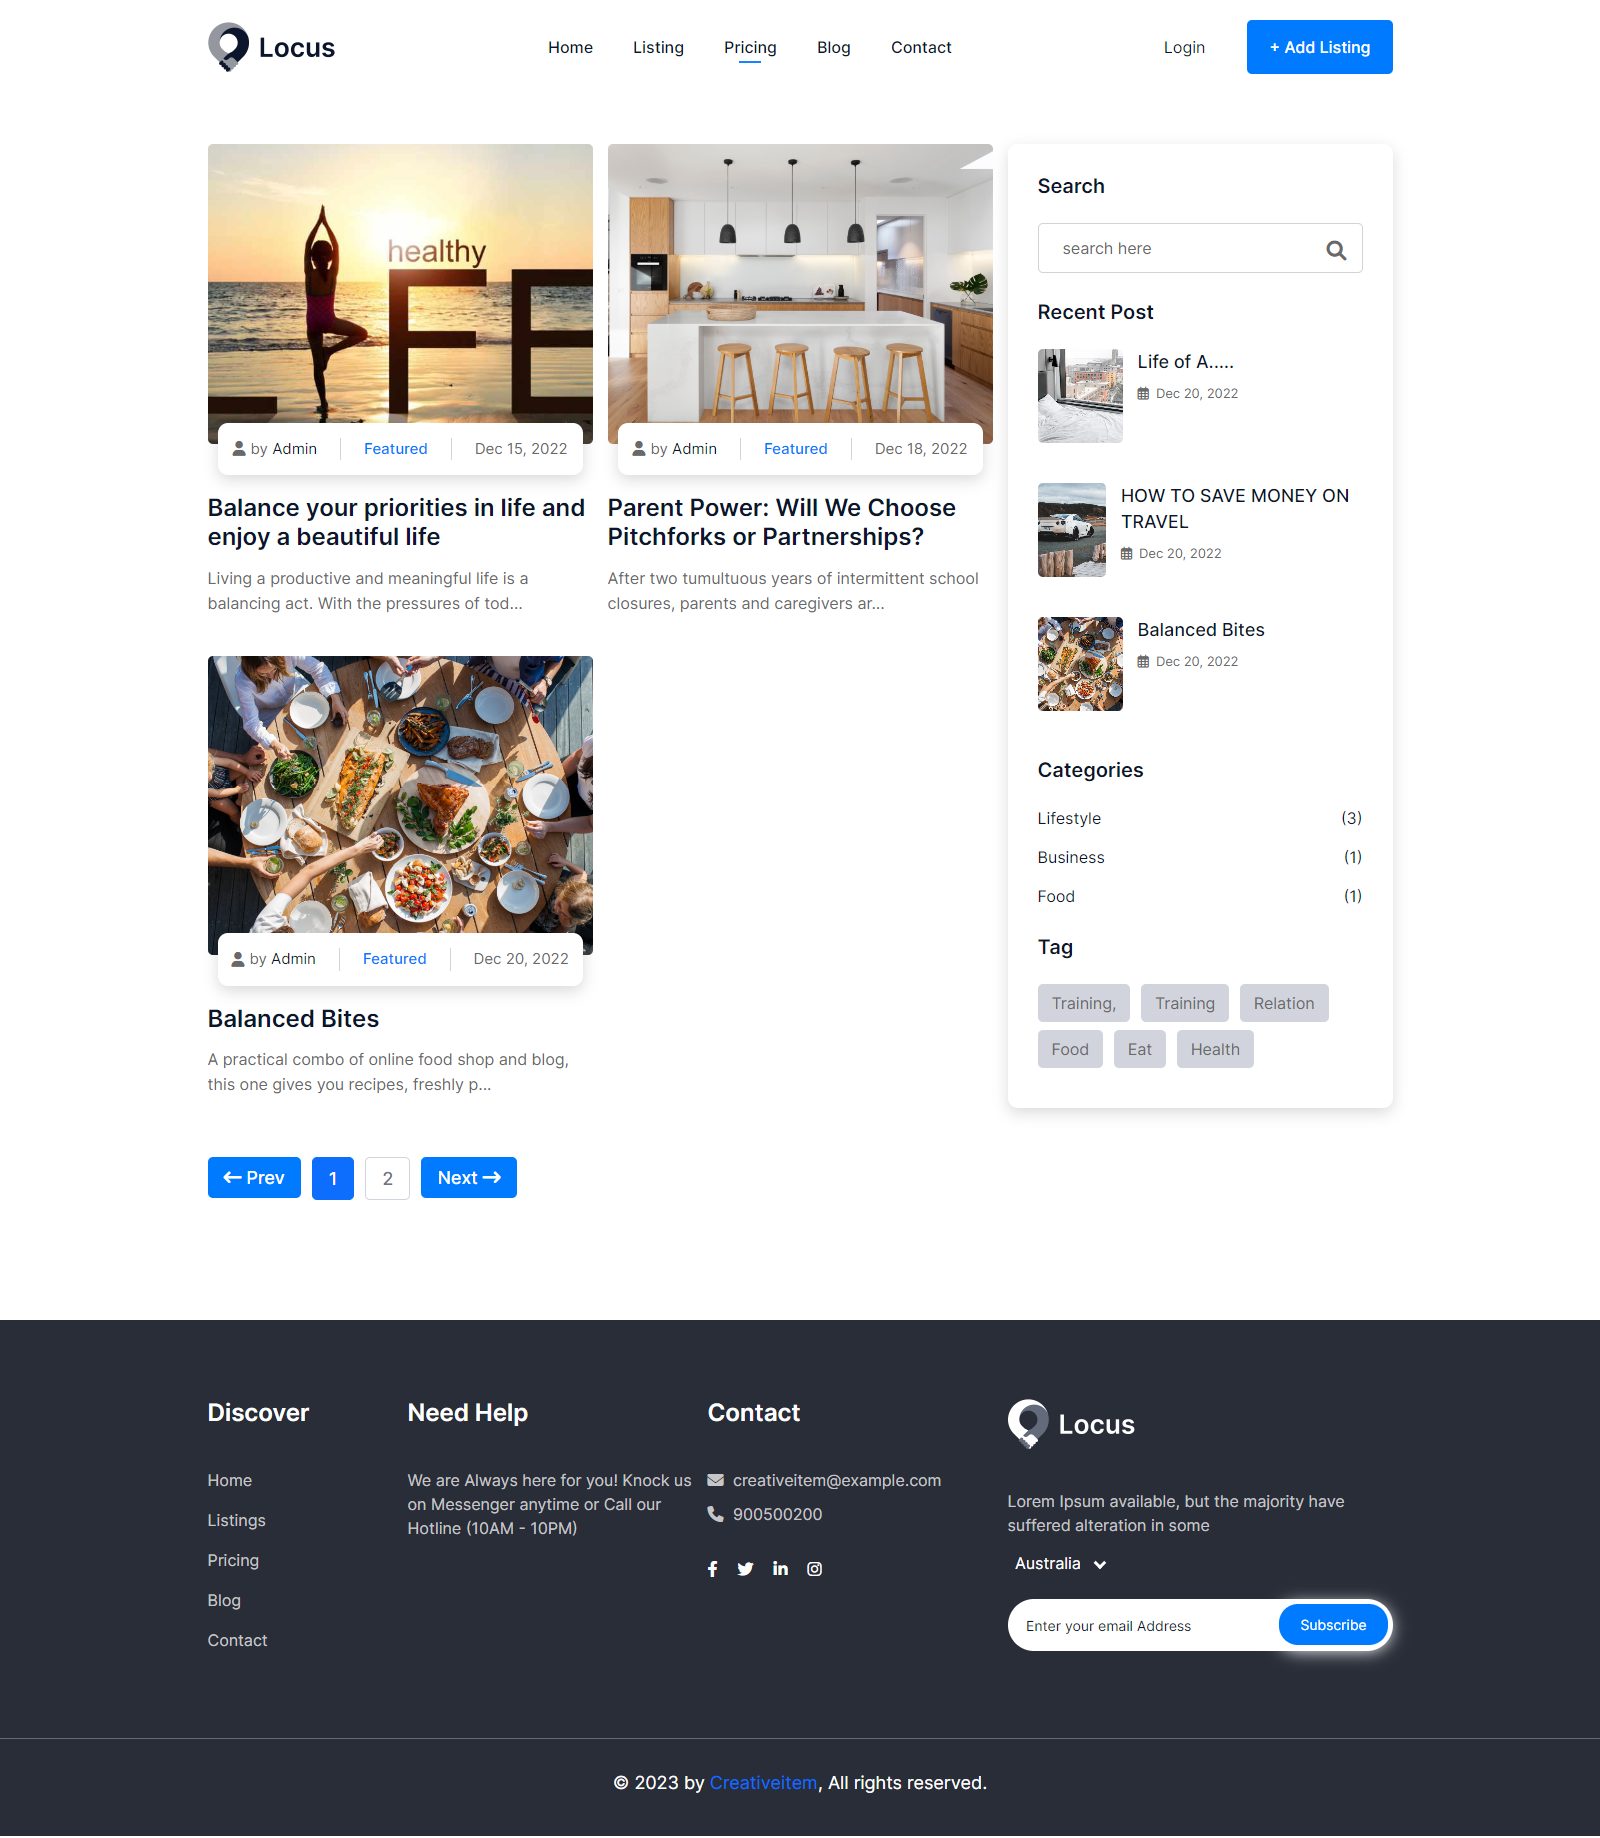 Locus
Home
Listing
Pricing
Blog
Contact
Login
+ Add Listing
healthy
FE
by Admin
Featured
Dec 15, 2022
Balance your priorities in life and
enjoy a beautiful life
Living a productive and meaningful life is a
balancing act. With the pressures of tod...
by Admin
Featured
Dec 18, 2022
Parent Power: Will We Choose
Pitchforks or Partnerships?
After two tumultuous years of intermittent school
closures, parents and caregivers ar...
by Admin
Featured
Dec 20, 2022
Balanced Bites
A practical combo of online food shop and blog,
this one gives you recipes, freshly p...
Prev
1
2
Next
Search
search here
Recent Post
Life of A.....
Dec 20, 2022
HOW TO SAVE MONEY ON
TRAVEL
Dec 20, 2022
Balanced Bites
Dec 20, 2022
Categories
Lifestyle (3)
Business (1)
Food (1)
Tag
Training,
Training
Relation
Food
Eat
Health
Discover
Home
Listings
Pricing
Blog
Contact
Need Help
We are Always here for you! Knock us
on Messenger anytime or Call our
Hotline (10AM - 10PM)
Contact
creativeitem@example.com
900500200
Locus
Lorem Ipsum available, but the majority have
suffered alteration in some
Australia
Enter your email Address
Subscribe
© 2023 by Creativeitem, All rights reserved.